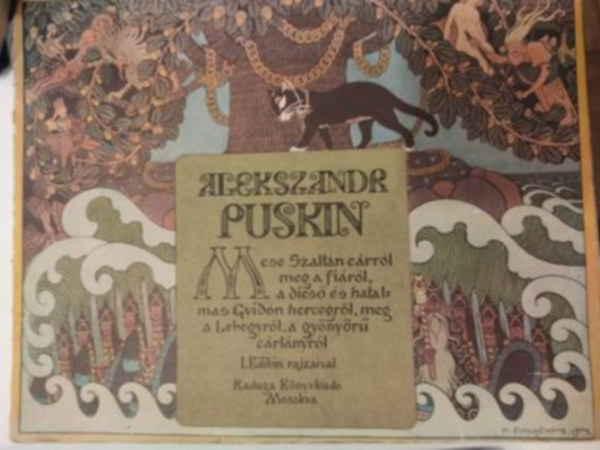 ALEKSZANDR
PUSKIN
Mese Szaltán cárról
meg a fiáról,
a dicső és hatal-
mas Gvidon hercegről, meg
a Lebegyról, a gyönyörű
cárlányról
I. Bilibin rajzaival
Raduga Könyvkiadó
Moszkva